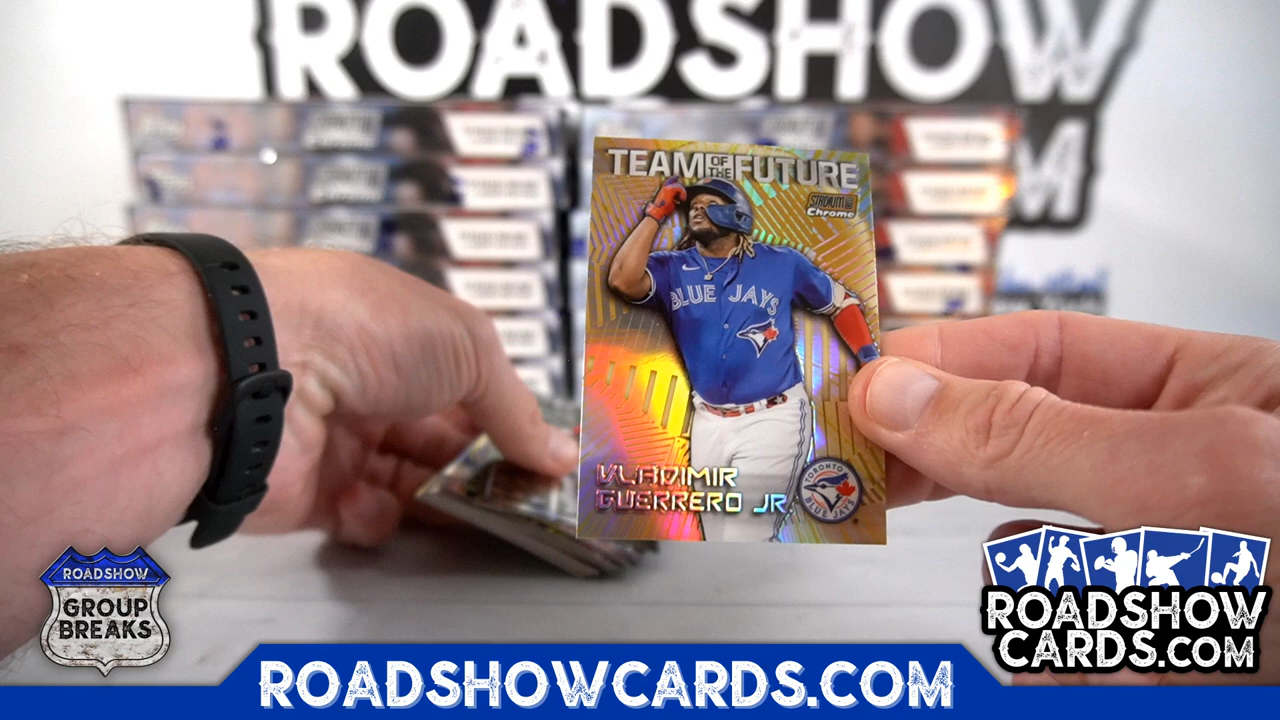 ROADSHOW
TEAM OF THE FUTURE
STADIUM CLUB
Chrome
BLUE JAYS
VLADIMIR
GUERRERO JR.
TORONTO
BLUE JAYS
ROADSHOW
GROUP
BREAKS
ROADSHOW
CARDS.COM
ROADSHOWCARDS.COM